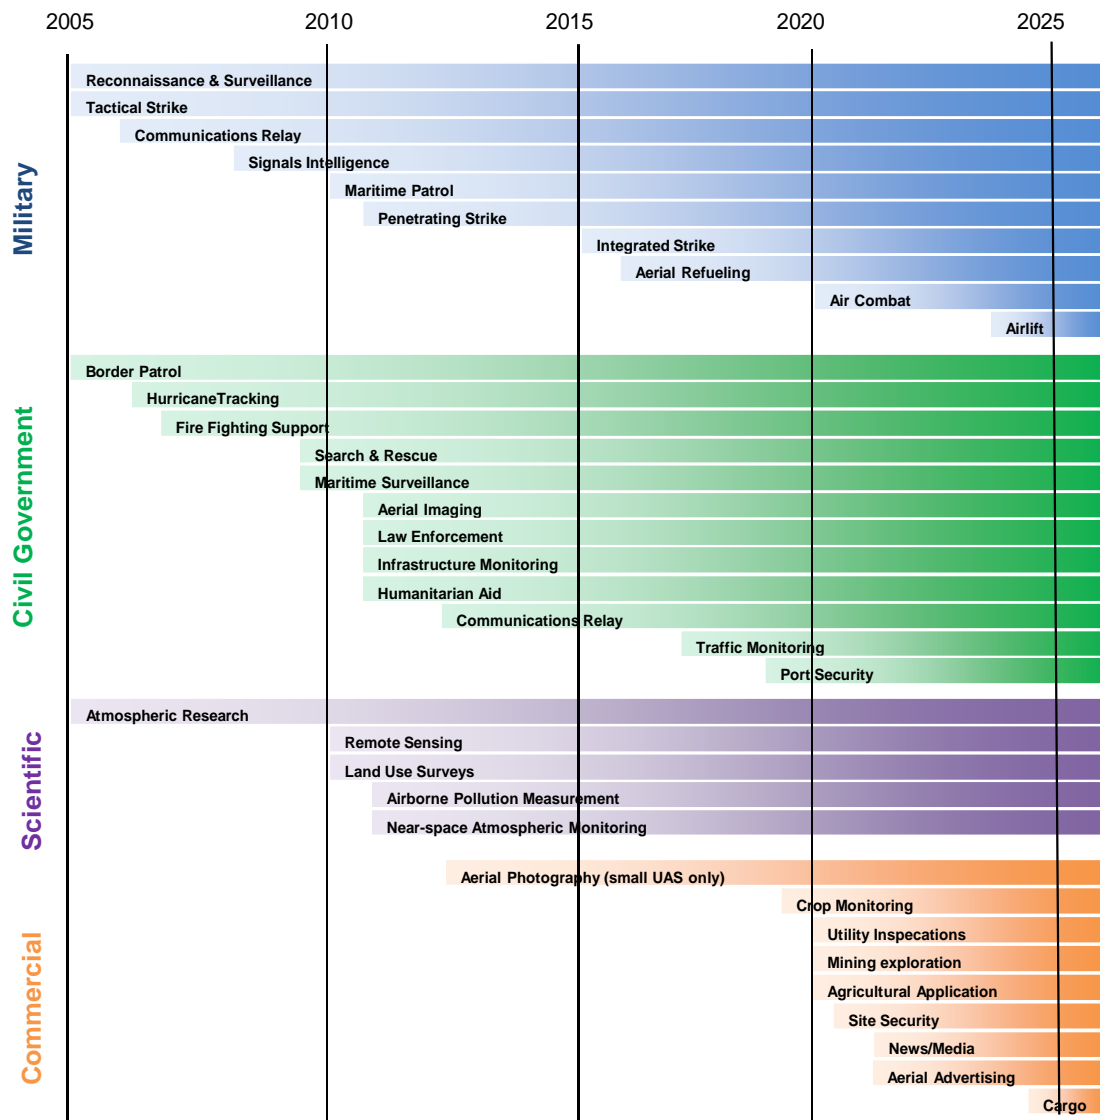 2005 2010 2015 2020 2025
Military
Reconnaissance & Surveillance
Tactical Strike
Communications Relay
Signals Intelligence
Maritime Patrol
Penetrating Strike
Integrated Strike
Aerial Refueling
Air Combat
Airlift
Civil Government
Border Patrol
HurricaneTracking
Fire Fighting Support
Search & Rescue
Maritime Surveillance
Aerial Imaging
Law Enforcement
Infrastructure Monitoring
Humanitarian Aid
Communications Relay
Traffic Monitoring
Port Security
Scientific
Atmospheric Research
Remote Sensing
Land Use Surveys
Airborne Pollution Measurement
Near-space Atmospheric Monitoring
Commercial
Aerial Photography (small UAS only)
Crop Monitoring
Utility Inspecations
Mining exploration
Agricultural Application
Site Security
News/Media
Aerial Advertising
Cargo